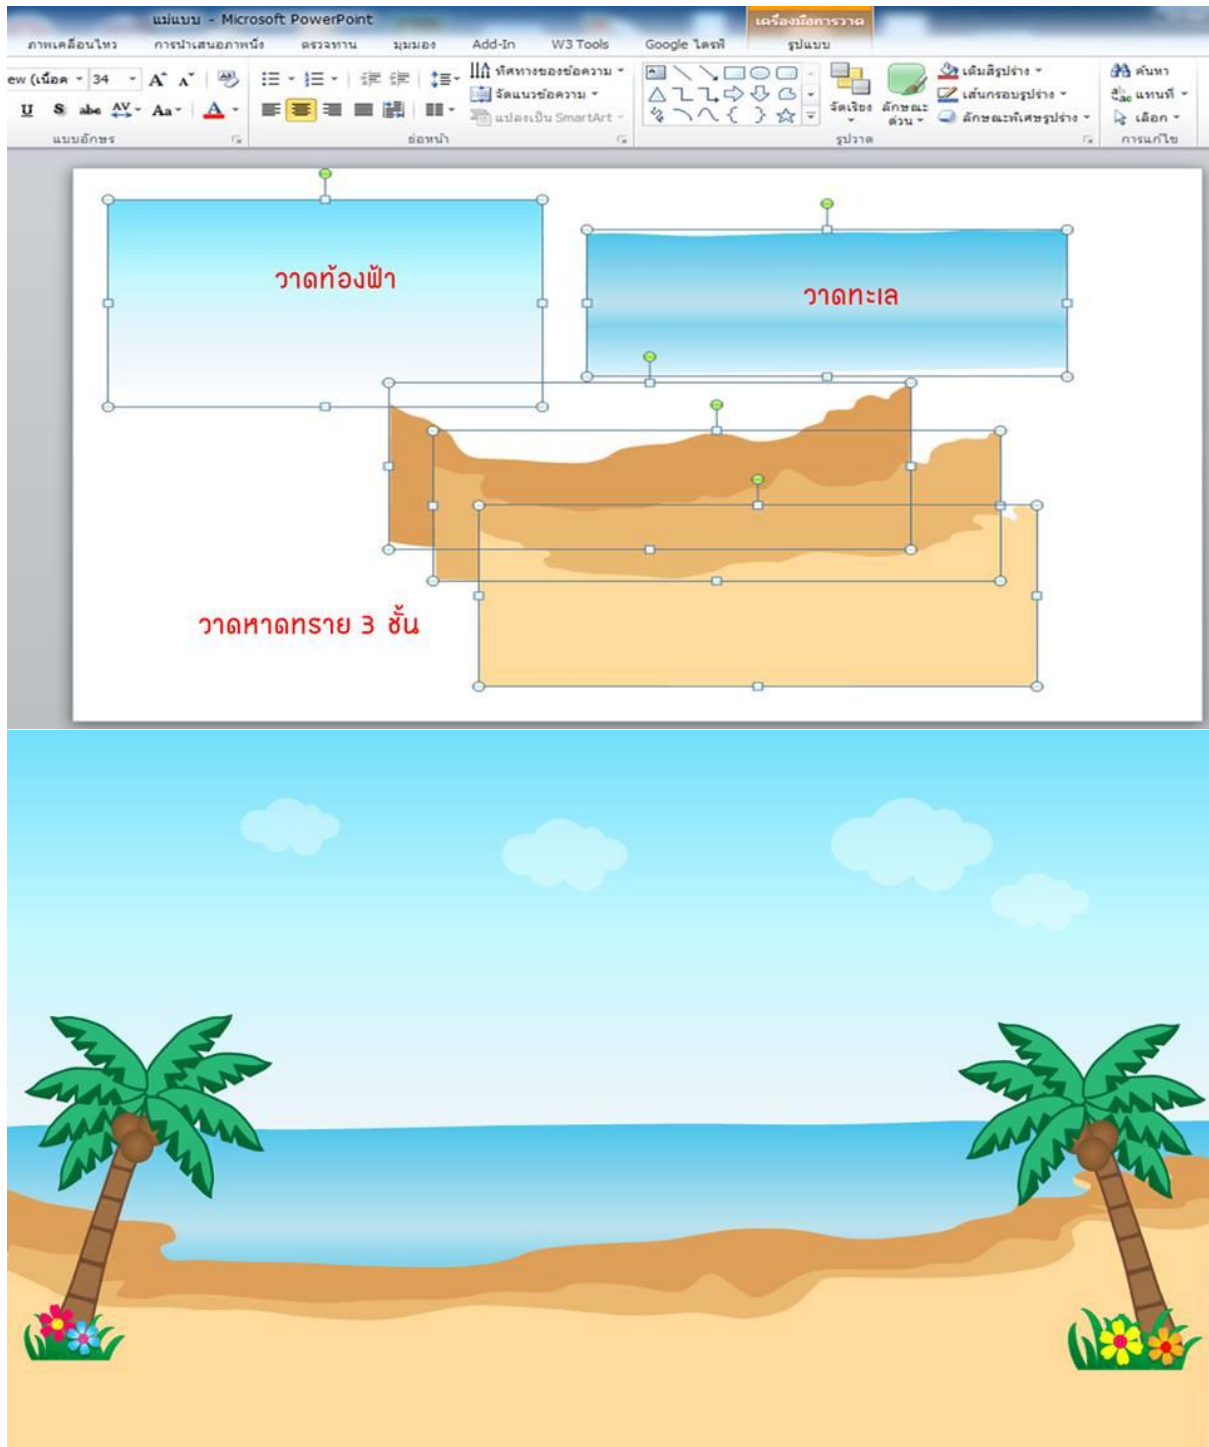 แม่แบบ - Microsoft PowerPoint
เครื่องมือการวาด
ภาพเคลื่อนไหว การนำเสนอภาพนิ่ง ตรวจทาน มุมมอง Add-In W3 Tools Google ไดรฟ์ รูปแบบ
ew (เนื้อค 34 A A Aa
U S abc AV Aa A
ทิศทางของข้อความ
จัดแนวข้อความ
แปลงเป็น SmartArt
จัดเรียง
ลักษณะ
ด่วน
เติมสีรูปร่าง
เส้นกรอบรูปร่าง
ลักษณะพิเศษรูปร่าง
ค้นหา
แทนที่
เลือก
แบบอักษร ย่อหน้า รูปวาด การแก้ไข
วาดท้องฟ้า
วาดทะเล
วาดหาดทราย 3 ชั้น